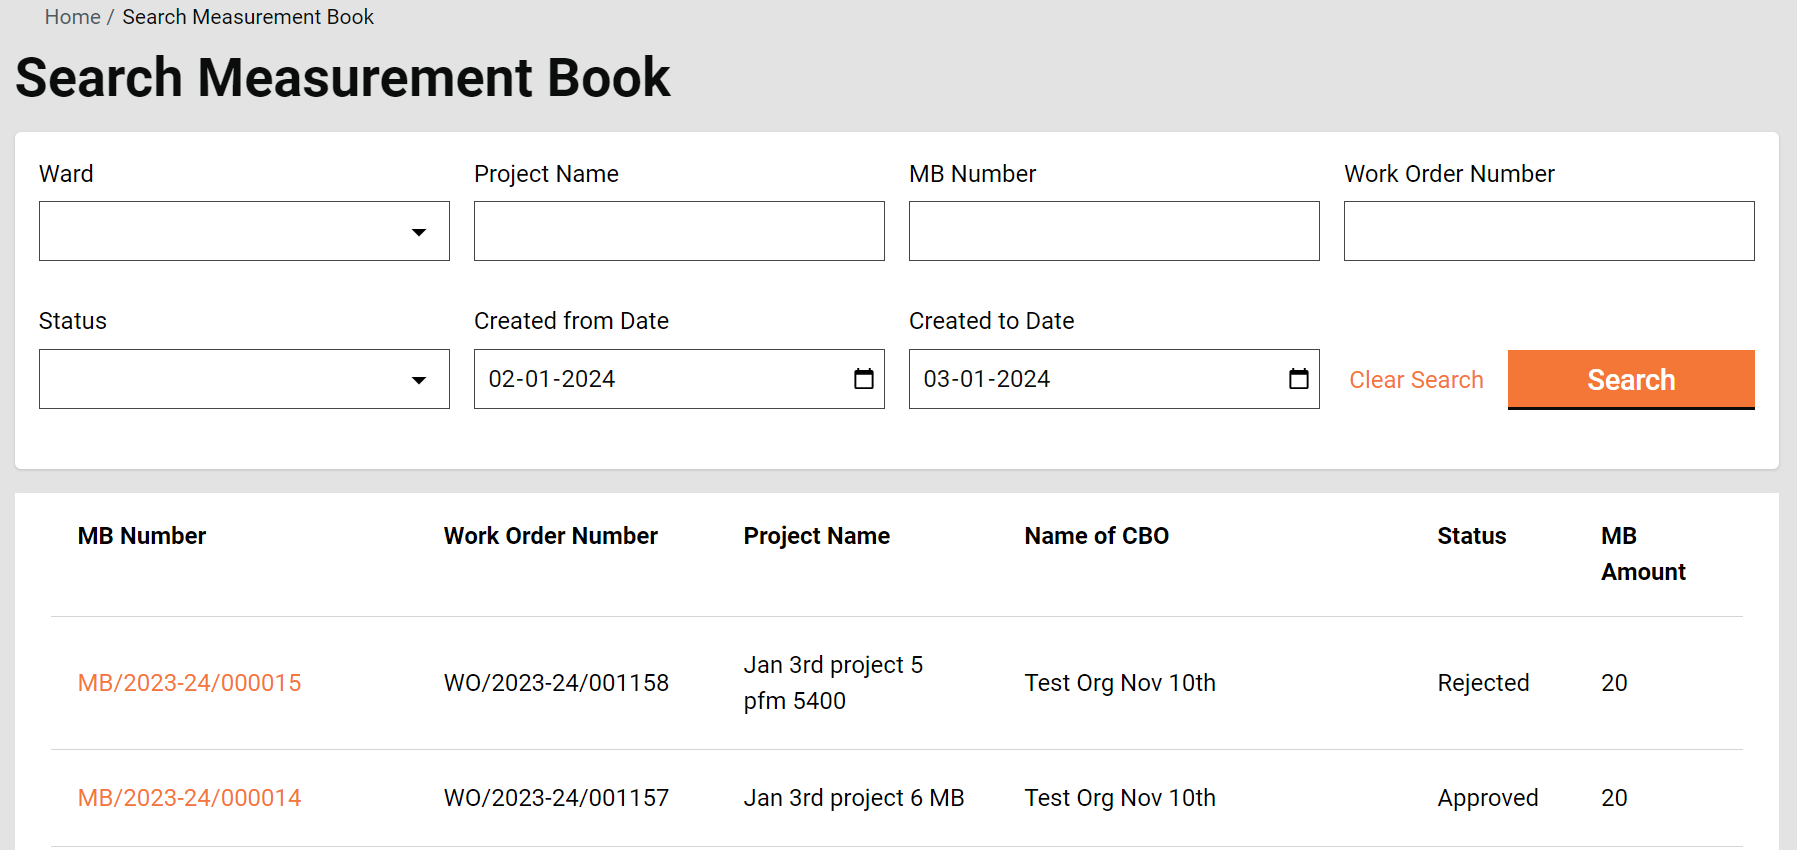 Home / Search Measurement Book
Search Measurement Book
Ward
Project Name
MB Number
Work Order Number
Status
Created from Date
Created to Date
02-01-2024
03-01-2024
Clear Search
Search
MB Number
Work Order Number
Project Name
Name of CBO
Status
MB
Amount
MB/2023-24/000015
WO/2023-24/001158
Jan 3rd project 5
pfm 5400
Test Org Nov 10th
Rejected
20
MB/2023-24/000014
WO/2023-24/001157
Jan 3rd project 6 MB
Test Org Nov 10th
Approved
20